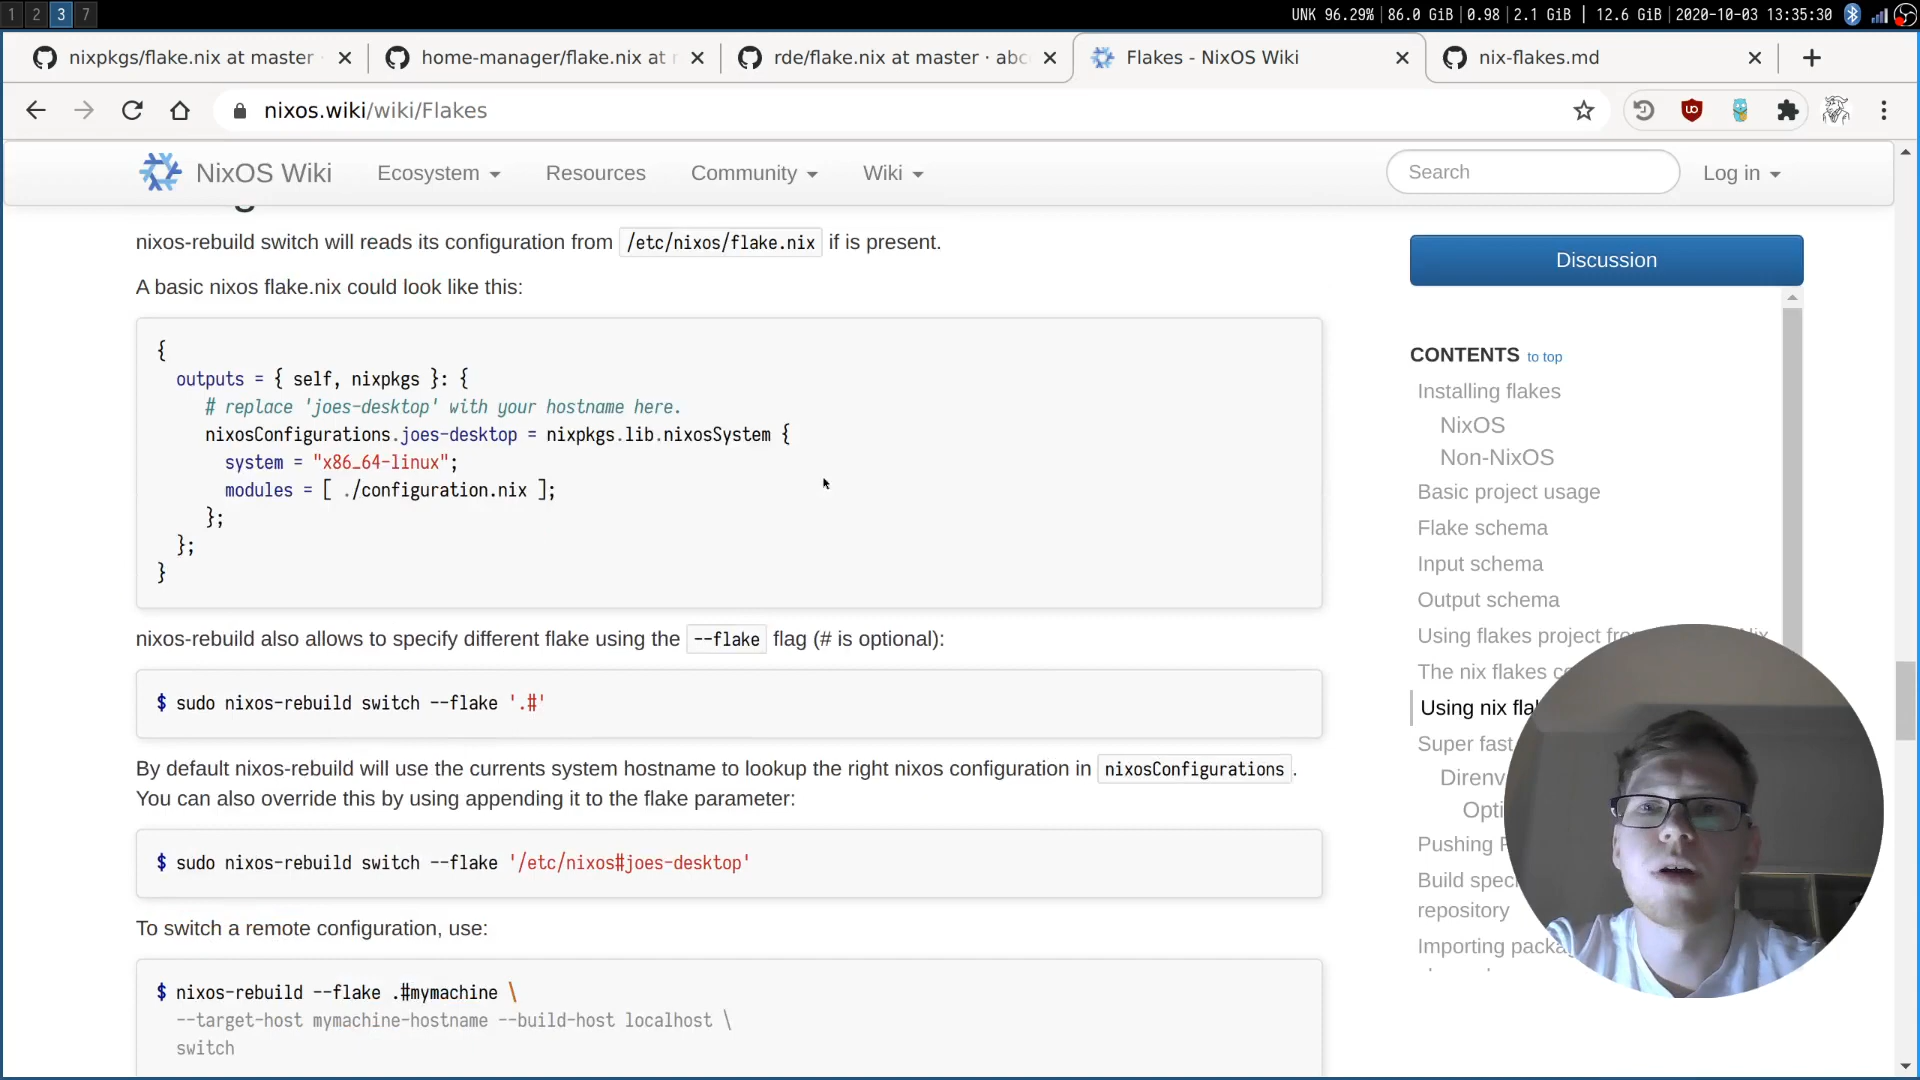 1 2 3 7
UNK 96.29% | 86.0 GiB | 0.98 | 2.1 GiB | 12.6 GiB | 2020-10-03 13:35:30
nixpkgs/flake.nix at master
home-manager/flake.nix at r
rde/flake.nix at master · abc
Flakes - NixOS Wiki
nix-flakes.md
nixos.wiki/wiki/Flakes
NixOS Wiki
Ecosystem
Resources
Community
Wiki
Search
Log in
nixos-rebuild switch will reads its configuration from /etc/nixos/flake.nix if is present.
A basic nixos flake.nix could look like this:
{
outputs = { self, nixpkgs }: {
# replace 'joes-desktop' with your hostname here.
nixosConfigurations.joes-desktop = nixpkgs.lib.nixosSystem {
system = "x86_64-linux";
modules = [ ./configuration.nix ];
};
};
}
nixos-rebuild also allows to specify different flake using the --flake flag (# is optional):
$ sudo nixos-rebuild switch --flake '.#'
By default nixos-rebuild will use the currents system hostname to lookup the right nixos configuration in nixosConfigurations.
You can also override this by using appending it to the flake parameter:
$ sudo nixos-rebuild switch --flake '/etc/nixos#joes-desktop'
To switch a remote configuration, use:
$ nixos-rebuild --flake .#mymachine \
--target-host mymachine-hostname --build-host localhost \
switch
Discussion
CONTENTS to top
Installing flakes
NixOS
Non-NixOS
Basic project usage
Flake schema
Input schema
Output schema
Using flakes project fr Nix
The nix flakes c
Using nix fla
Super fast
Direnv
Opti
Pushing
Build spec
repository
Importing packa